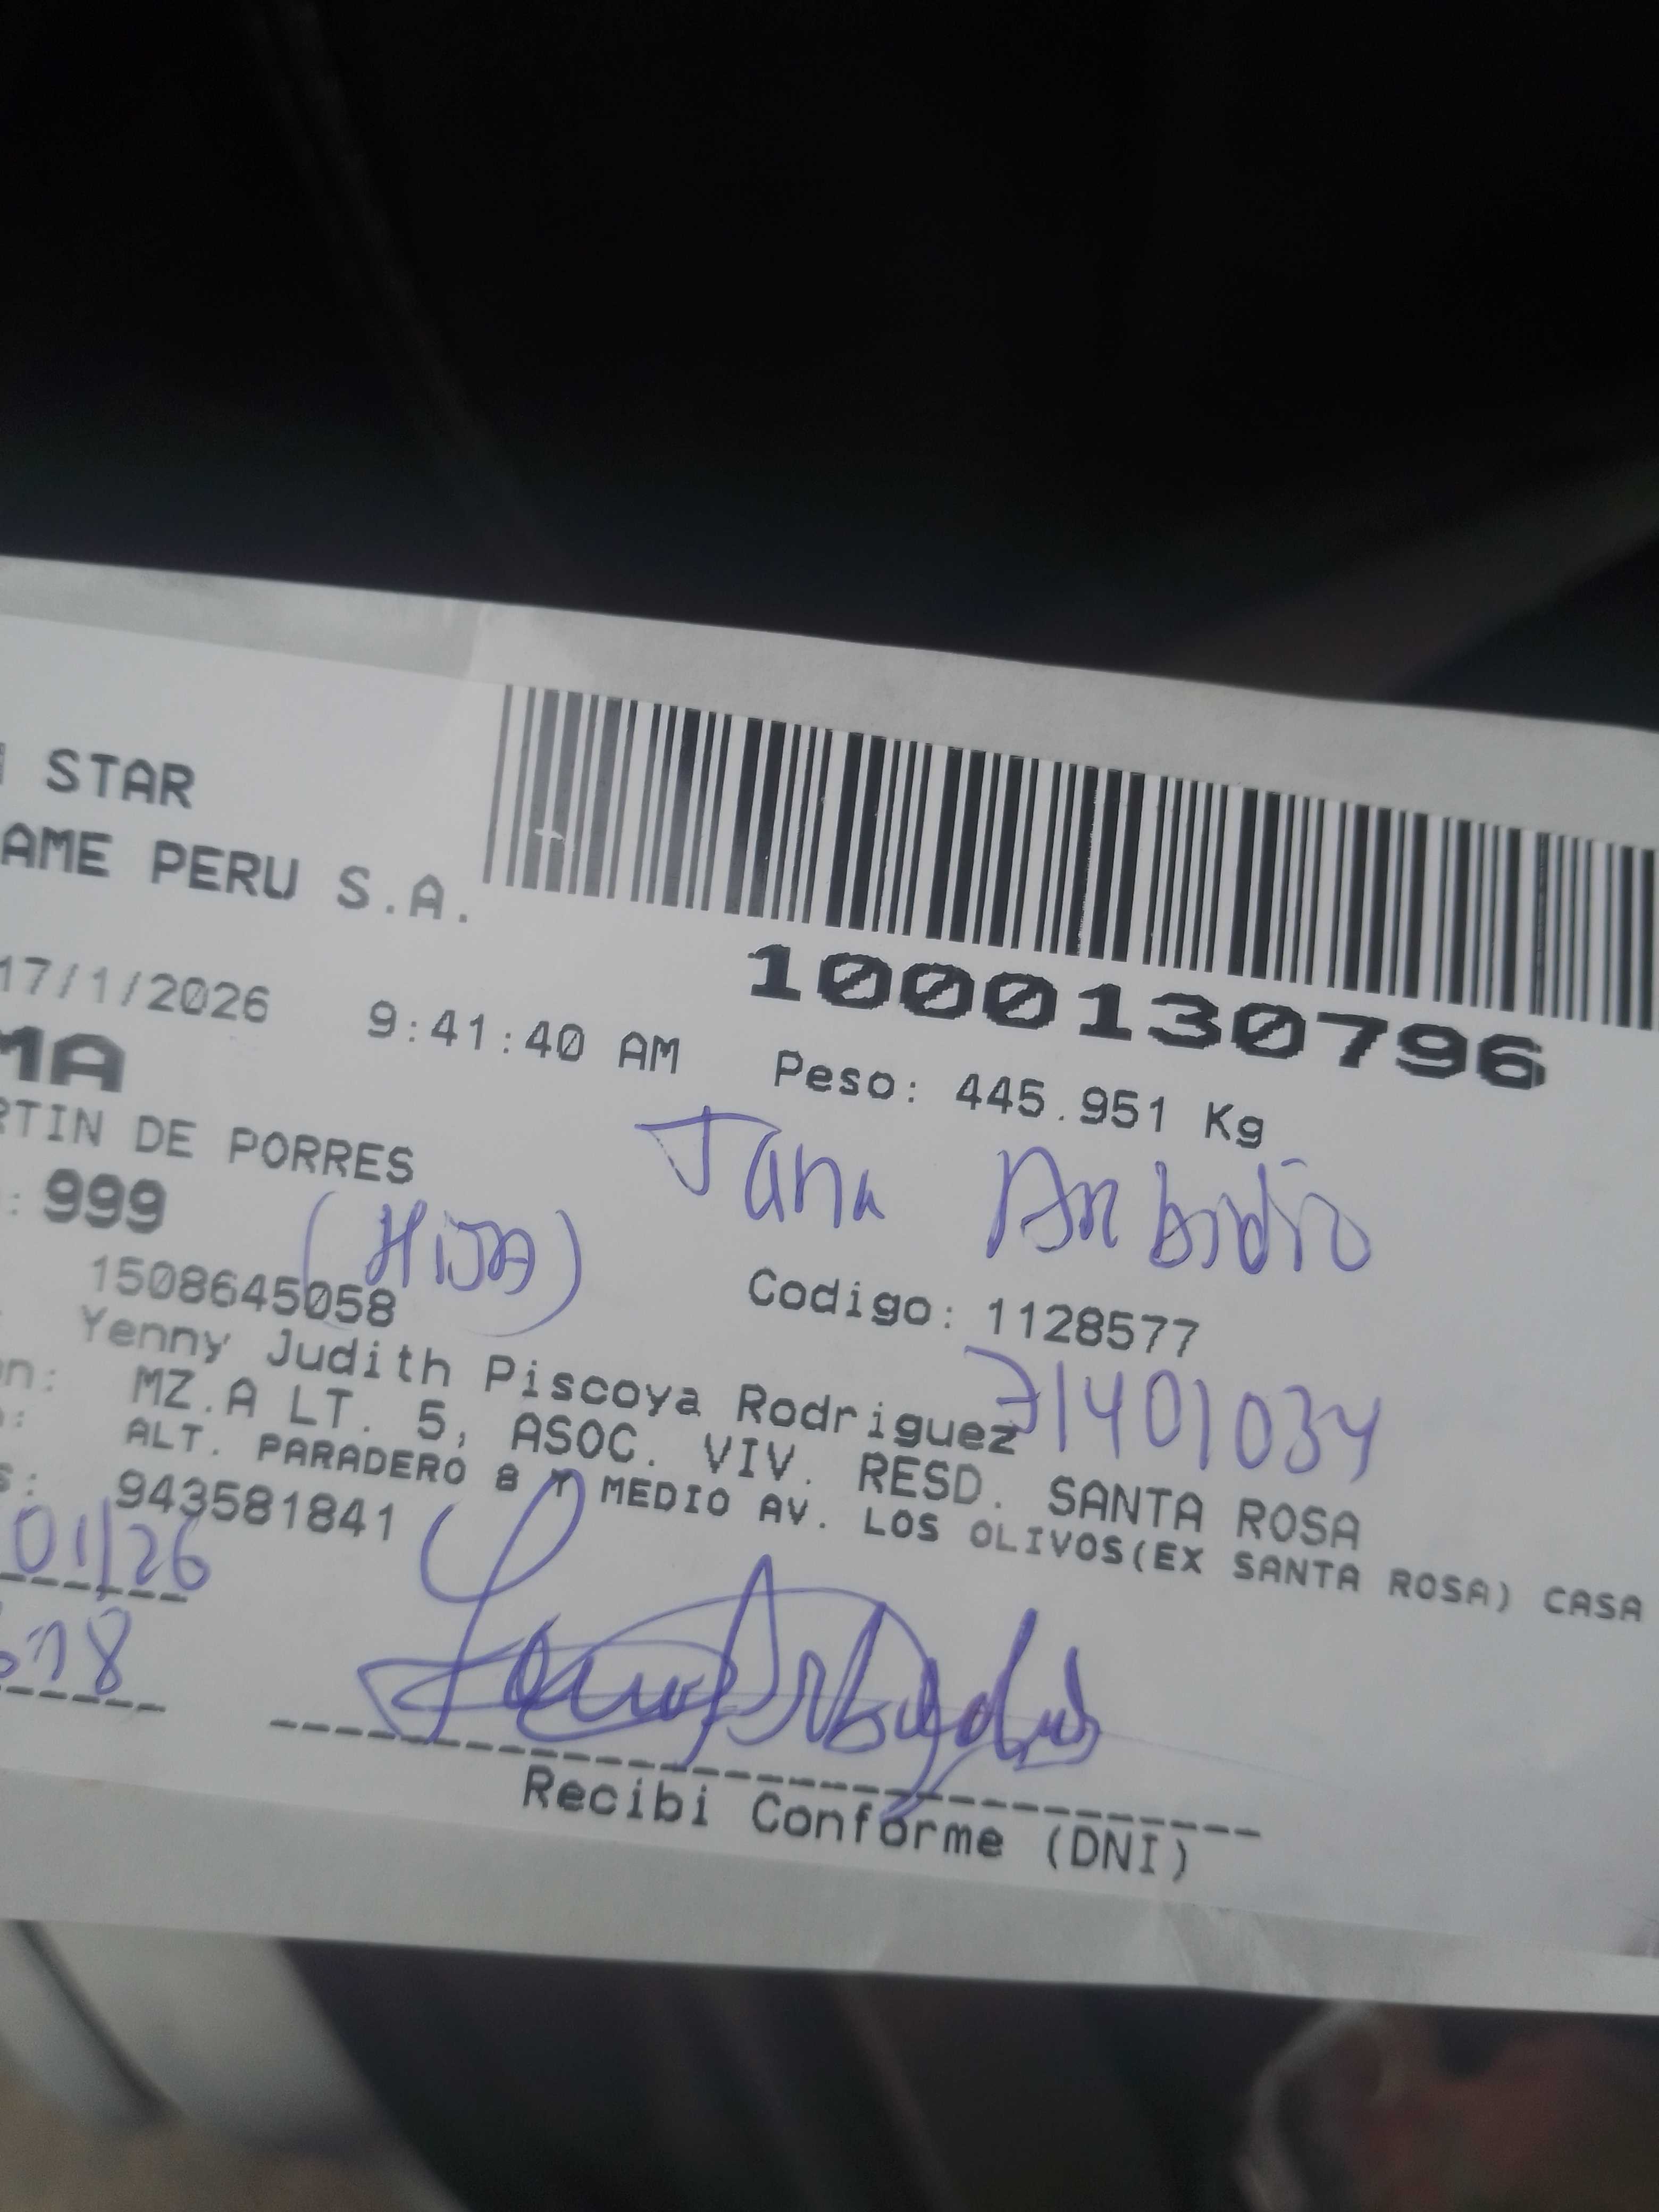 STAR
AME PERU S.A.
1000130796
17/1/2026 9:41:40 AM Peso: 445.951 Kg
MA
RTIN DE PORRES
: 999
(HIJA)
1508645058 Codigo: 1128577
Yenny Judith Piscoya Rodriguez
71401034
on: MZ.A LT. 5, ASOC. VIV. RESD. SANTA ROSA
: ALT. PARADERO 8 Y MEDIO AV. LOS OLIVOS(EX SANTA ROSA) CASA
s: 943581841
01/26
Recibi Conforme (DNI)